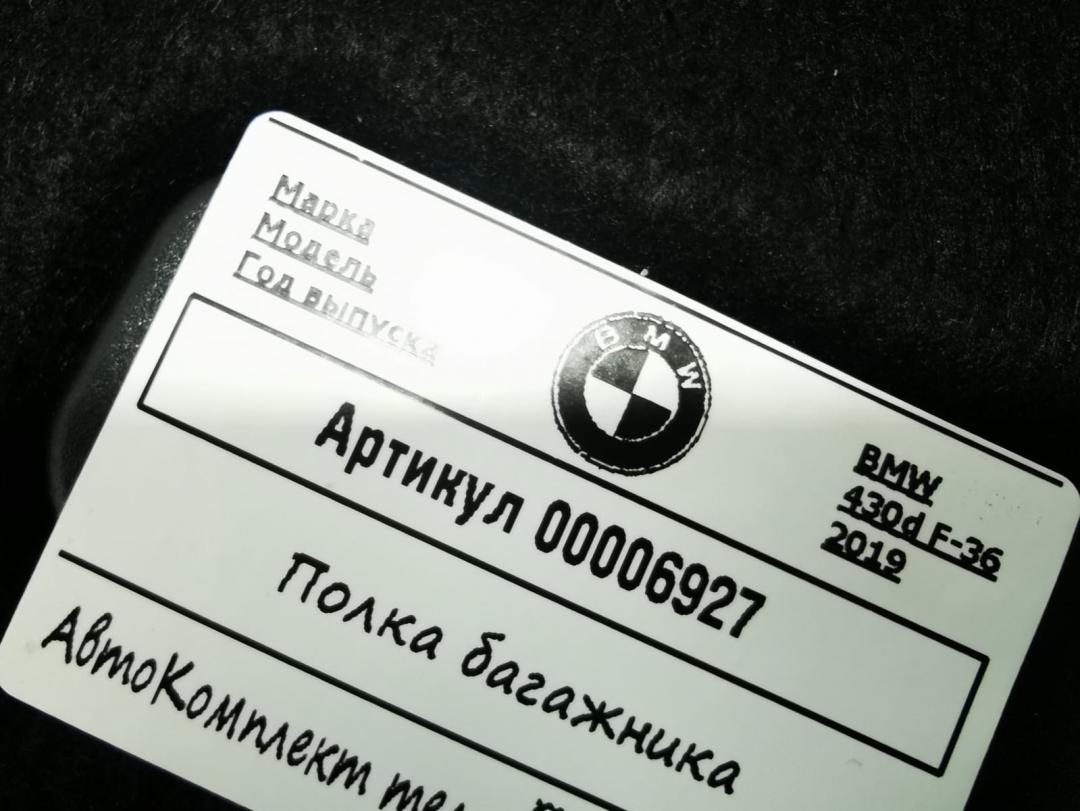 Марка
Модель
Год выпуска
BMW
BMW
430d F-36
2019
Артикул 00006927
Полка багажника
АвтоКомплект